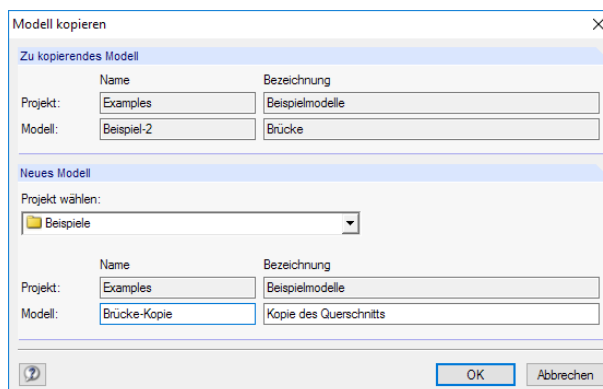 Modell kopieren
Zu kopierendes Modell
Name Bezeichnung
Projekt: Examples Beispielmodelle
Modell: Beispiel-2 Brücke
Neues Modell
Projekt wählen:
Beispiele
Name Bezeichnung
Projekt: Examples Beispielmodelle
Modell: Brücke-Kopie Kopie des Querschnitts
OK Abbrechen